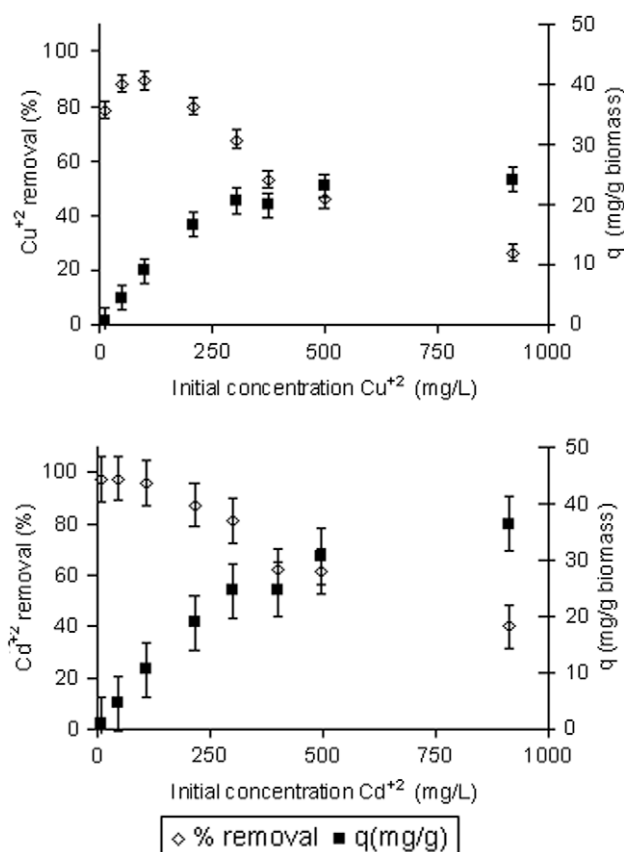 100
80
60
40
20
0
Cu+2 removal (%)
50
40
30
20
10
0
q (mg/g biomass)
0 250 500 750 1000
Initial concentration Cu+2 (mg/L)
100
80
60
40
20
0
Cd+2 removal (%)
50
40
30
20
10
0
q (mg/g biomass)
0 250 500 750 1000
Initial concentration Cd+2 (mg/L)
% removal q(mg/g)